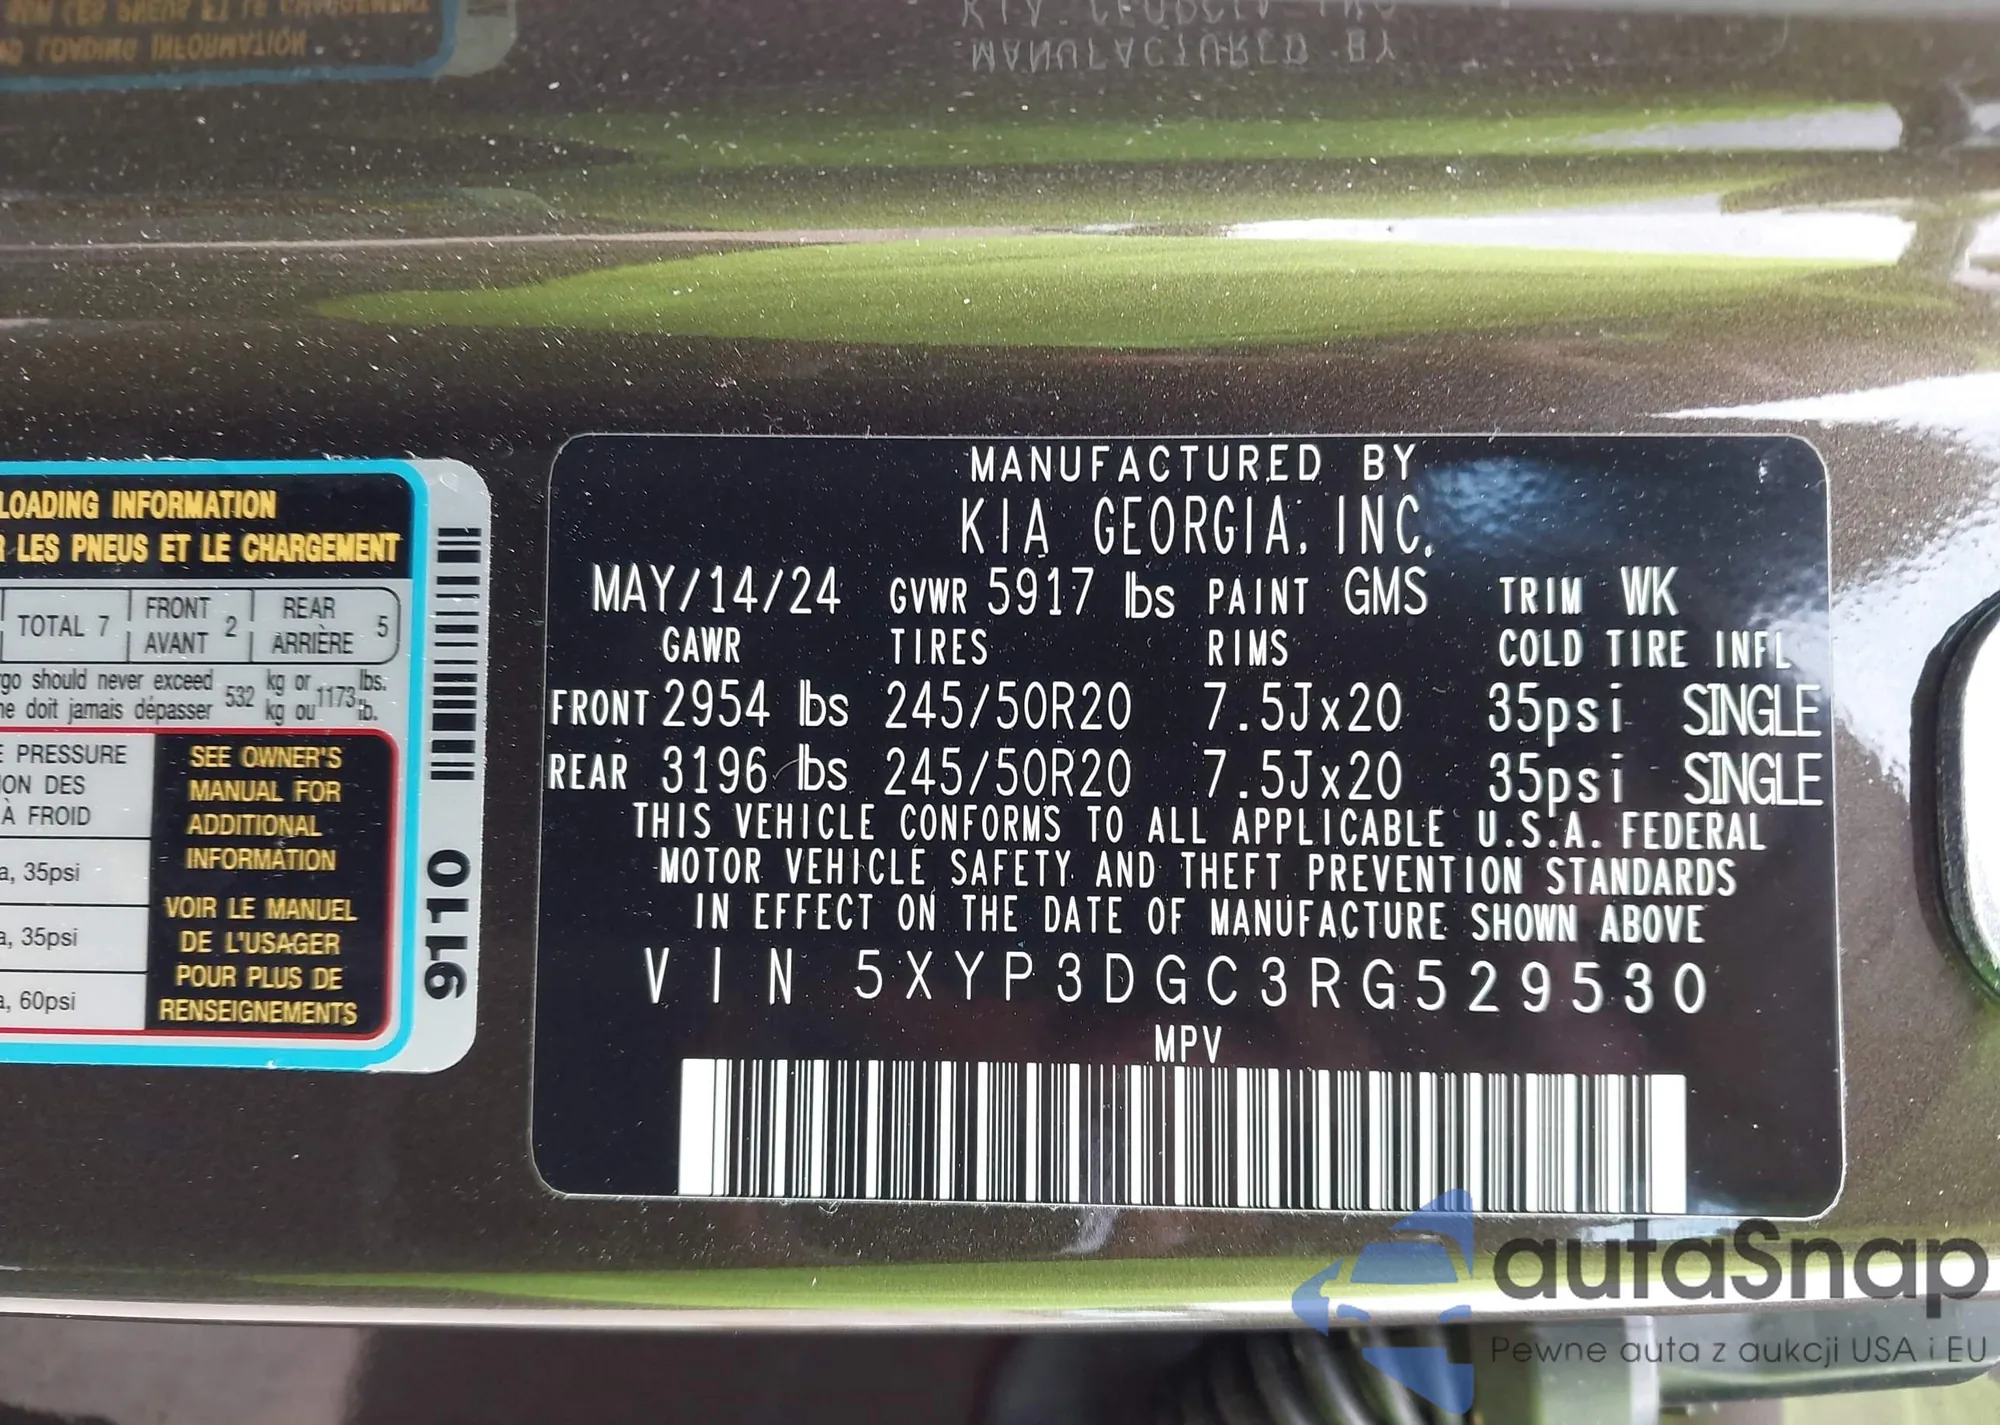 LOADING INFORMATION
R LES PNEUS ET LE CHARGEMENT
TOTAL 7 FRONT AVANT 2 REAR ARRIÈRE 5
go should never exceed 532 kg or 1173 lbs.
ne doit jamais dépasser kg ou lb.
E PRESSURE
ON DES
À FROID
a, 35psi
a, 35psi
a, 60psi
SEE OWNER'S
MANUAL FOR
ADDITIONAL
INFORMATION
VOIR LE MANUEL
DE L'USAGER
POUR PLUS DE
RENSEIGNEMENTS
9110
MANUFACTURED BY
KIA GEORGIA, INC.
MAY/14/24 GVWR 5917 lbs PAINT GMS TRIM WK
GAWR TIRES RIMS COLD TIRE INFL
FRONT 2954 lbs 245/50R20 7.5Jx20 35psi SINGLE
REAR 3196 lbs 245/50R20 7.5Jx20 35psi SINGLE
THIS VEHICLE CONFORMS TO ALL APPLICABLE U.S.A. FEDERAL
MOTOR VEHICLE SAFETY AND THEFT PREVENTION STANDARDS
IN EFFECT ON THE DATE OF MANUFACTURE SHOWN ABOVE
VIN 5XYP3DGC3RG529530
MPV
autaSnap
Pewne auta z aukcji USA i EU